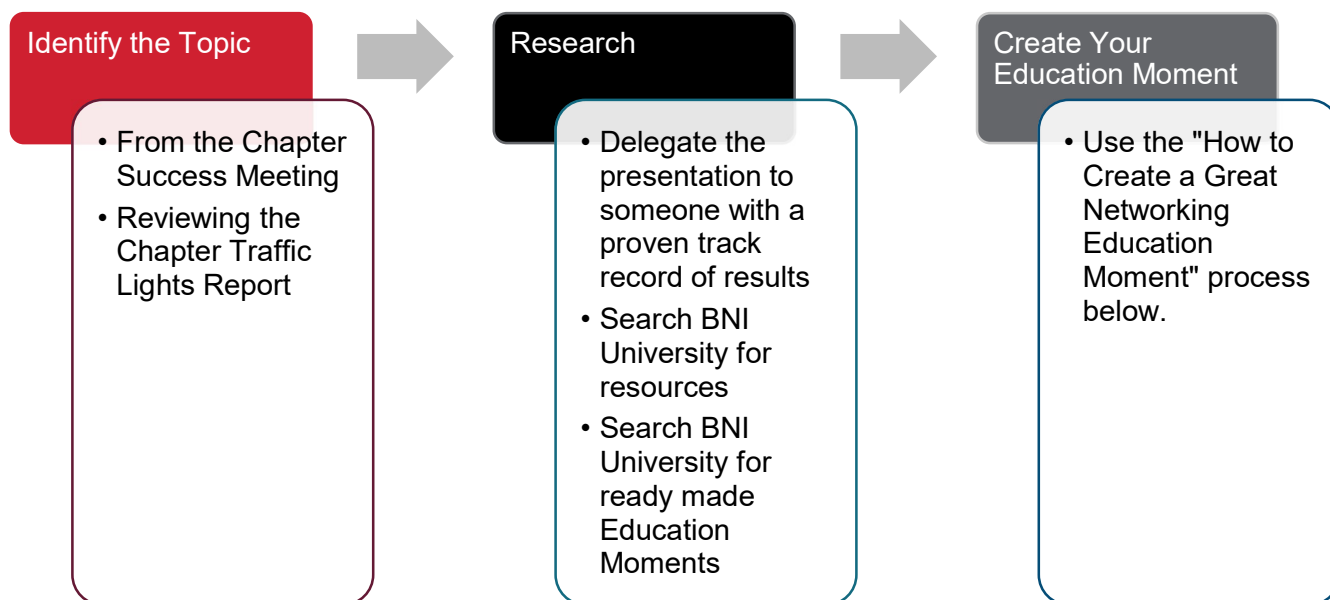 Identify the Topic
• From the Chapter
Success Meeting
• Reviewing the
Chapter Traffic
Lights Report
Research
• Delegate the
presentation to
someone with a
proven track
record of results
• Search BNI
University for
resources
• Search BNI
University for
ready made
Education
Moments
Create Your
Education Moment
• Use the "How to
Create a Great
Networking
Education
Moment" process
below.